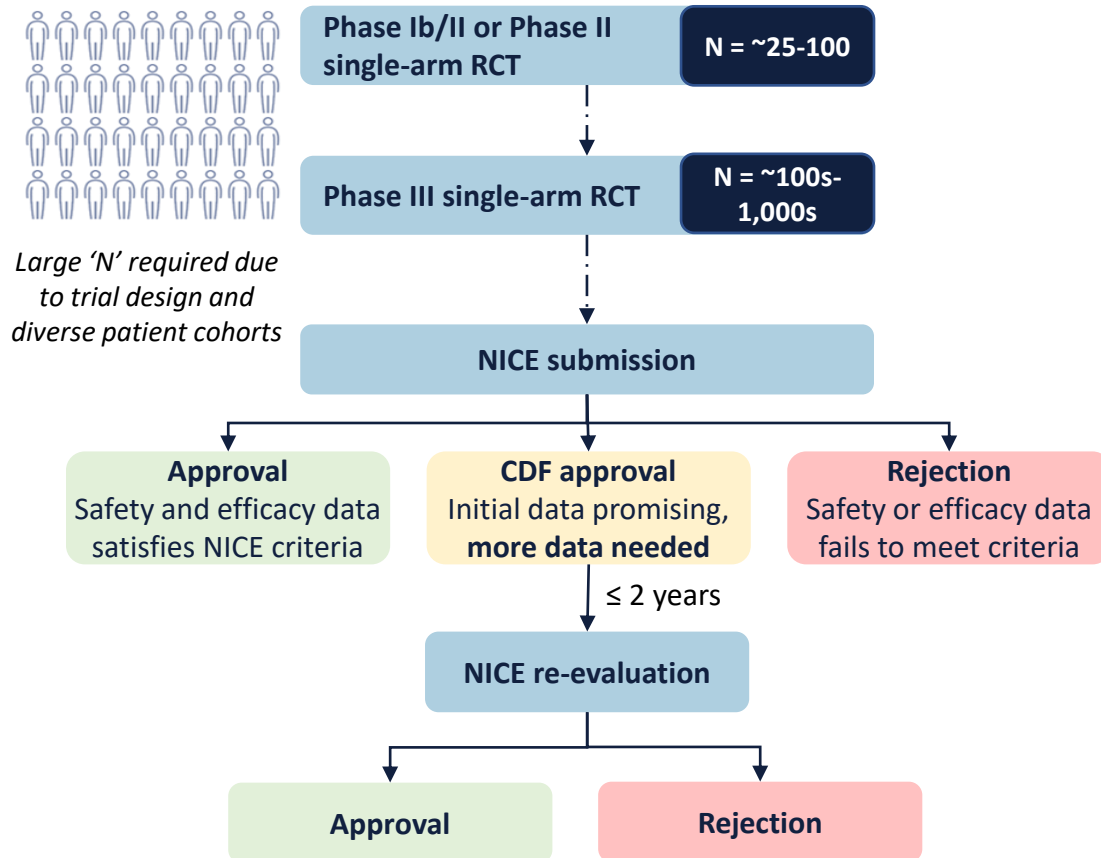 Phase Ib/II or Phase II
single-arm RCT
N = ~25-100
Phase III single-arm RCT
N = ~100s-
1,000s
Large ‘N’ required due
to trial design and
diverse patient cohorts
NICE submission
Approval
Safety and efficacy data
satisfies NICE criteria
CDF approval
Initial data promising,
more data needed
Rejection
Safety or efficacy data
fails to meet criteria
≤ 2 years
NICE re-evaluation
Approval
Rejection